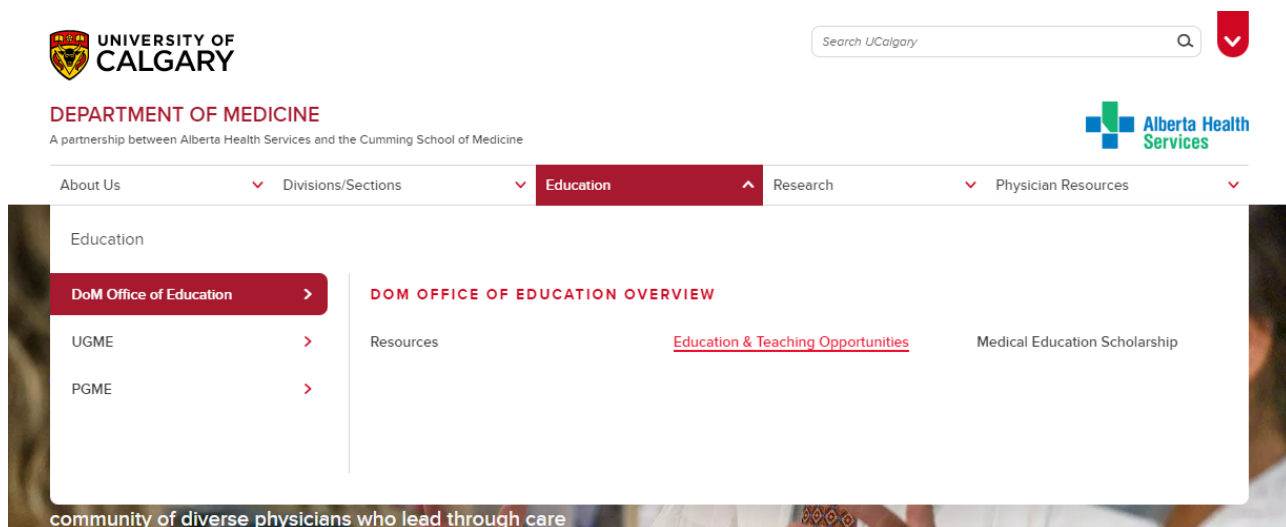 UNIVERSITY OF
CALGARY
Search UCalgary
DEPARTMENT OF MEDICINE
A partnership between Alberta Health Services and the Cumming School of Medicine
Alberta Health
Services
About Us
Divisions/Sections
Education
Research
Physician Resources
Education
DoM Office of Education
DOM OFFICE OF EDUCATION OVERVIEW
UGME
Resources
Education & Teaching Opportunities
Medical Education Scholarship
PGME
community of diverse physicians who lead through care